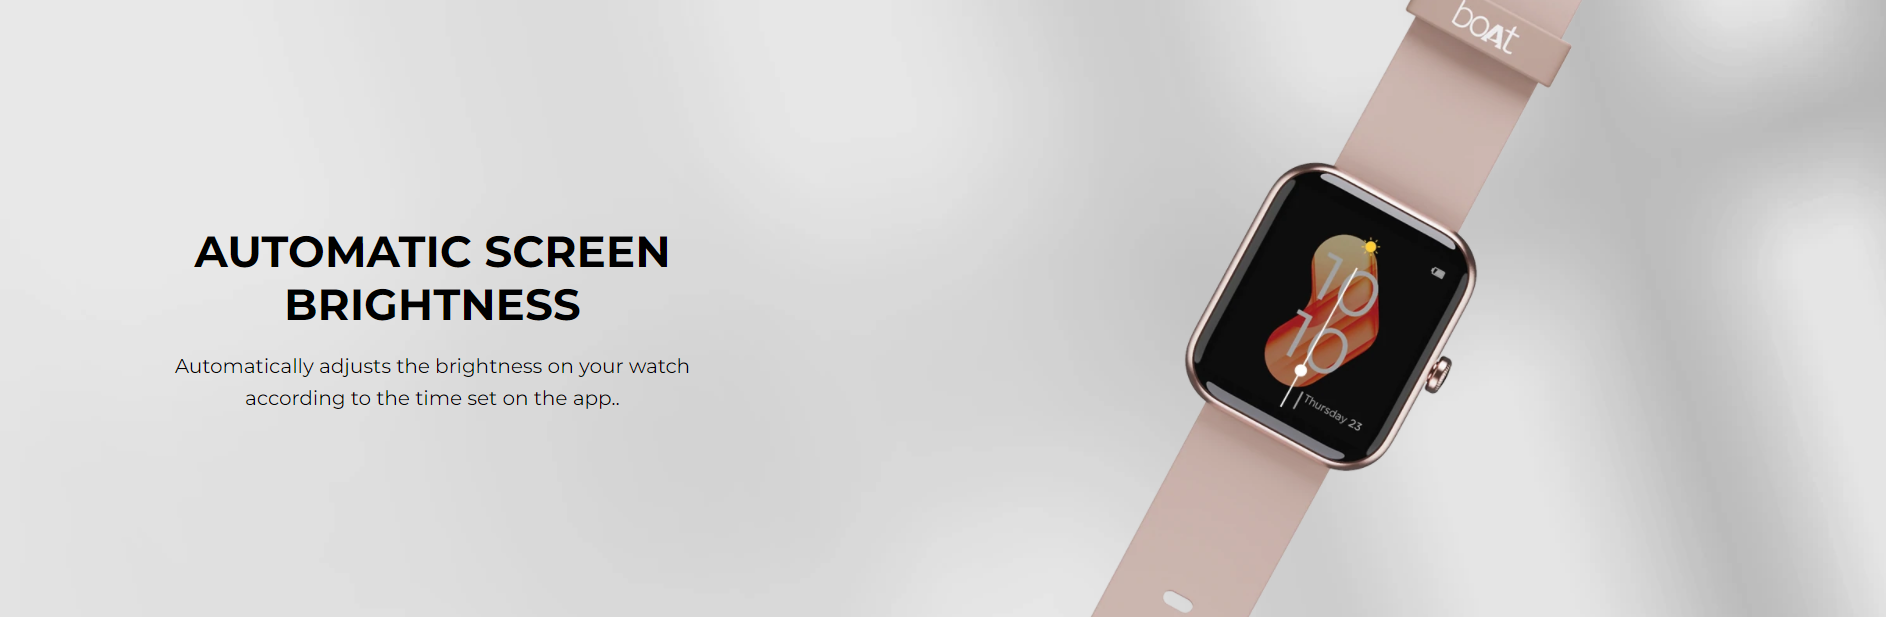 AUTOMATIC SCREEN
BRIGHTNESS
Automatically adjusts the brightness on your watch
according to the time set on the app..
boAt
10
10
Thursday 23